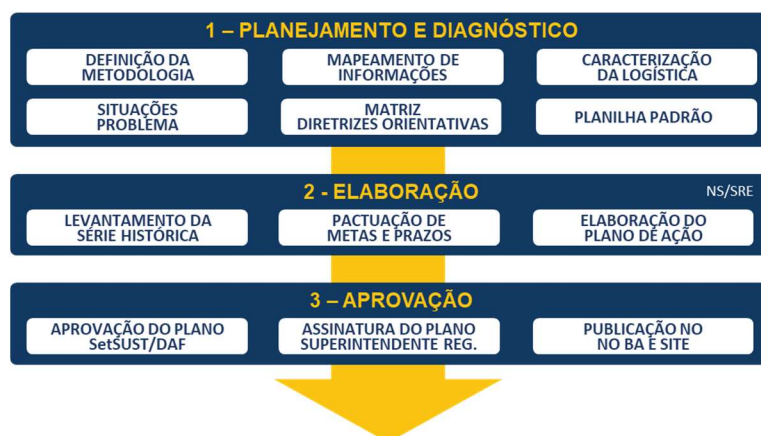 1 – PLANEJAMENTO E DIAGNÓSTICO
DEFINIÇÃO DA
METODOLOGIA
MAPEAMENTO DE
INFORMAÇÕES
CARACTERIZAÇÃO
DA LOGÍSTICA
SITUAÇÕES
PROBLEMA
MATRIZ
DIRETRIZES ORIENTATIVAS
PLANILHA PADRÃO
2 - ELABORAÇÃO
NS/SRE
LEVANTAMENTO DA
SÉRIE HISTÓRICA
PACTUAÇÃO DE
METAS E PRAZOS
ELABORAÇÃO DO
PLANO DE AÇÃO
3 – APROVAÇÃO
APROVAÇÃO DO PLANO
SetSUST/DAF
ASSINATURA DO PLANO
SUPERINTENDENTE REG.
PUBLICAÇÃO NO
NO BA E SITE